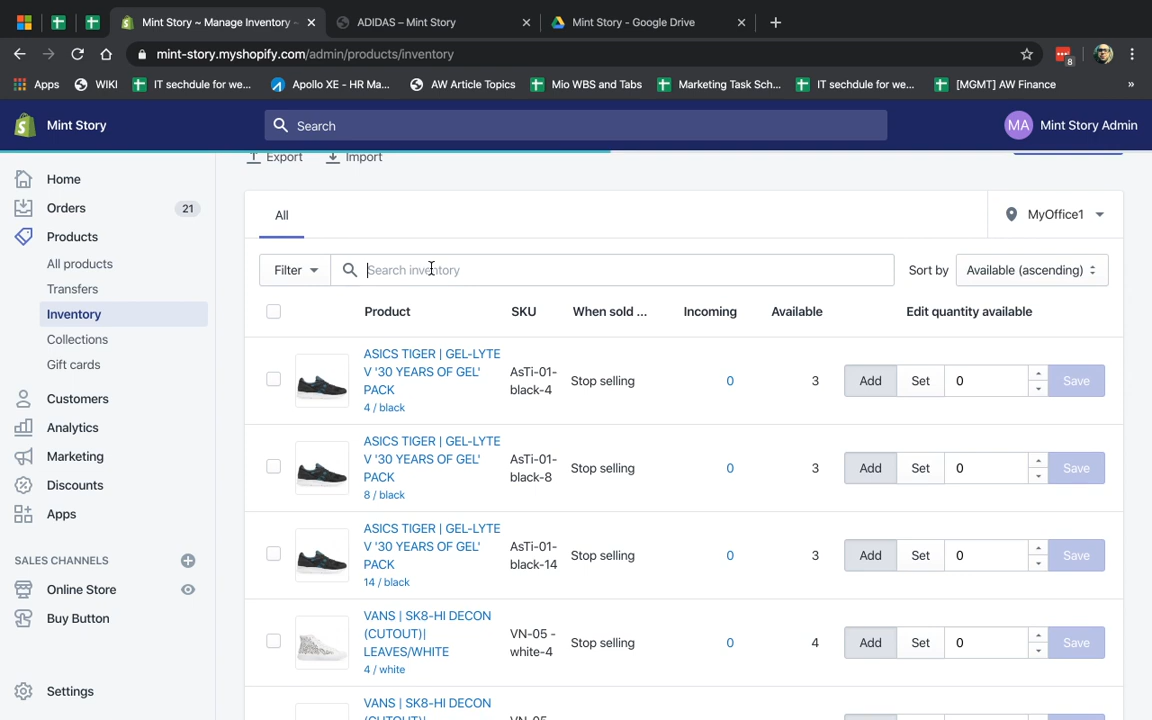 Mint Story ~ Manage Inventory ~
ADIDAS – Mint Story
Mint Story - Google Drive
mint-story.myshopify.com/admin/products/inventory
8
Apps
WIKI
IT sechdule for we...
Apollo XE - HR Ma...
AW Article Topics
Mio WBS and Tabs
Marketing Task Sch...
IT sechdule for we...
[MGMT] AW Finance
»
Mint Story
Search
MA
Mint Story Admin
Export
Import
Home
Orders
21
Products
All products
Transfers
Inventory
Collections
Gift cards
Customers
Analytics
Marketing
Discounts
Apps
SALES CHANNELS
Online Store
Buy Button
Settings
All
MyOffice1
Filter
Search inventory
Sort by
Available (ascending)
Product
SKU
When sold ...
Incoming
Available
Edit quantity available
ASICS TIGER | GEL-LYTE
V '30 YEARS OF GEL'
PACK
4 / black
AsTi-01-
black-4
Stop selling
0
3
Add
Set
0
Save
ASICS TIGER | GEL-LYTE
V '30 YEARS OF GEL'
PACK
8 / black
AsTi-01-
black-8
Stop selling
0
3
Add
Set
0
Save
ASICS TIGER | GEL-LYTE
V '30 YEARS OF GEL'
PACK
14 / black
AsTi-01-
black-14
Stop selling
0
3
Add
Set
0
Save
VANS | SK8-HI DECON
(CUTOUT)|
LEAVES/WHITE
4 / white
VN-05 -
white-4
Stop selling
0
4
Add
Set
0
Save
VANS | SK8-HI DECON